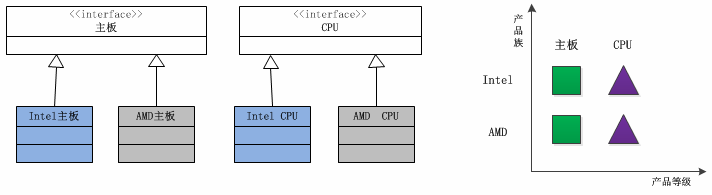 <<interface>>
主板
<<interface>>
CPU
Intel主板
AMD主板
Intel CPU
AMD CPU
产品族
主板
CPU
Intel
AMD
产品等级